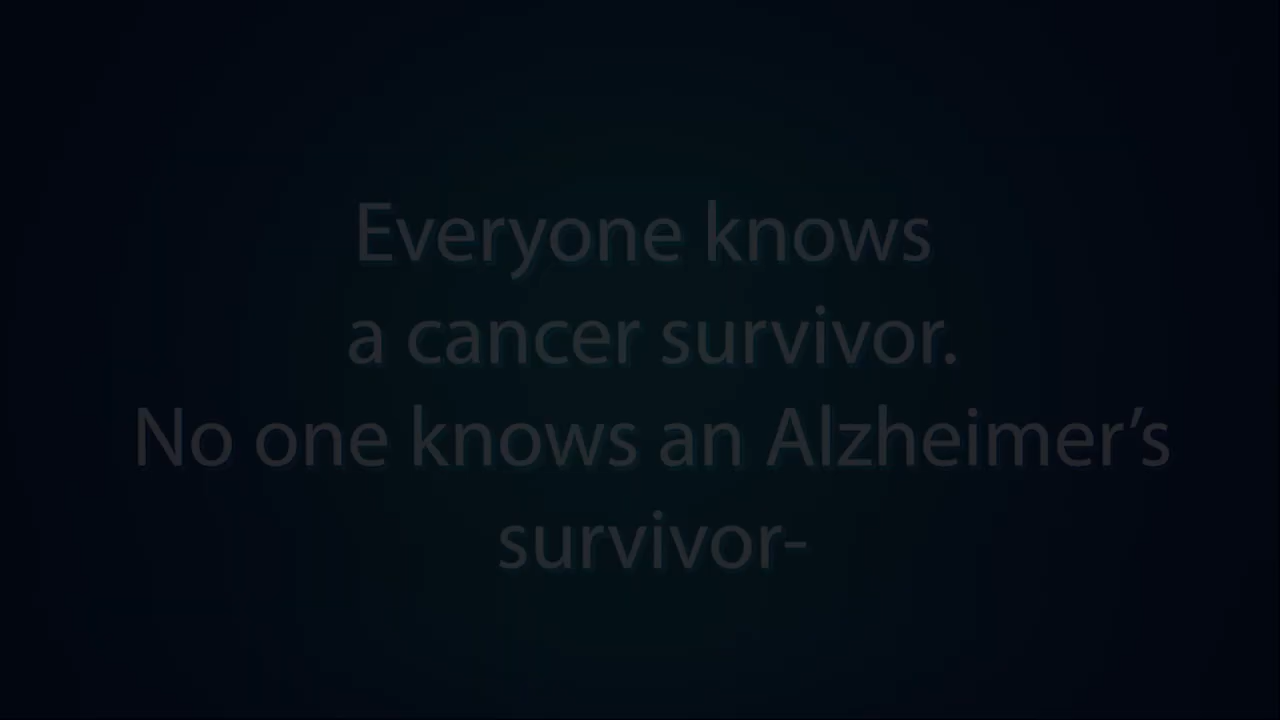 Everyone knows
a cancer survivor.
No one knows an Alzheimer’s
survivor-